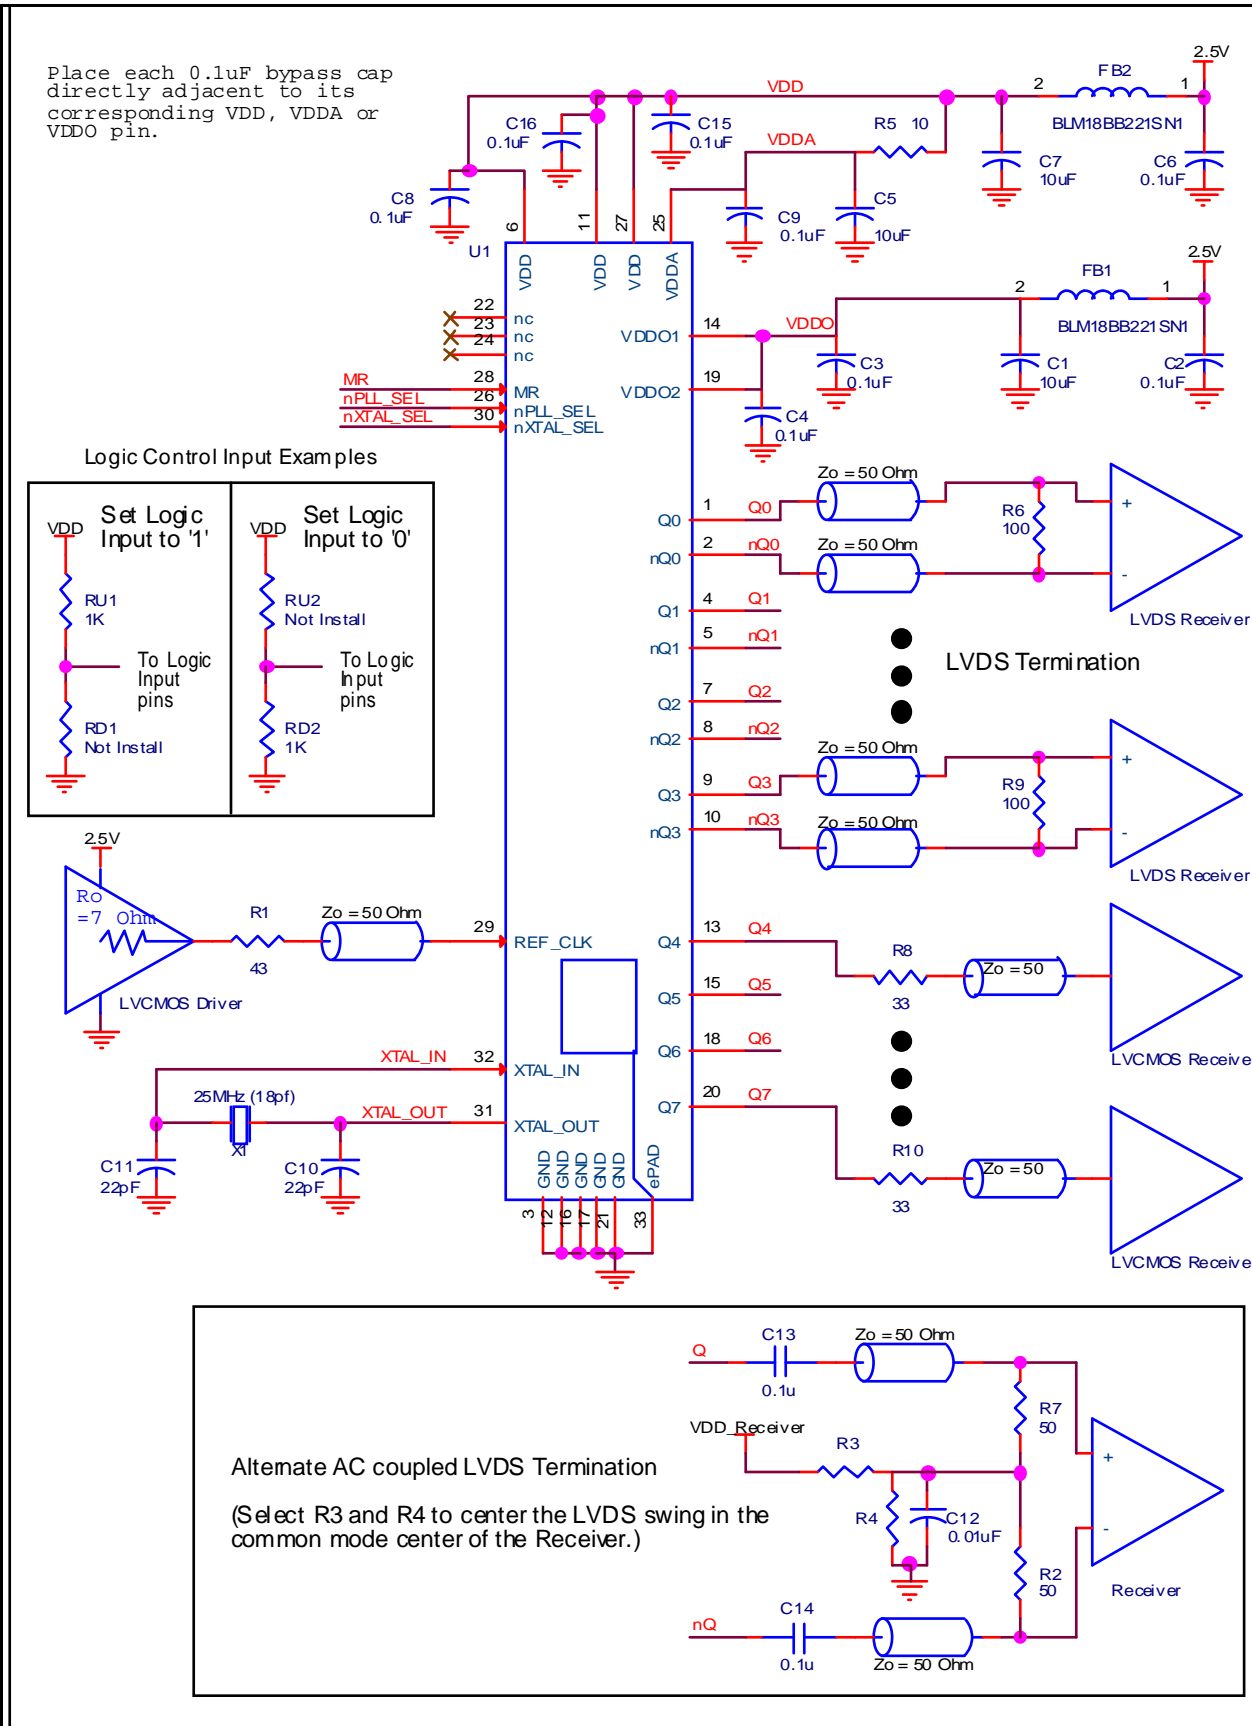 Place each 0.1uF bypass cap
directly adjacent to its
corresponding VDD, VDDA or
VDDO pin.
2.5V
VDD
2
FB2
1
BLM18BB221SN1
C16
0.1uF
C15
0.1uF
R5 10
VDDA
C7
10uF
C6
0.1uF
C8
0.1uF
C9
0.1uF
C5
10uF
6
11
27
25
U1
VDD
VDD
VDD
VDDA
2.5V
FB1
2
1
BLM18BB221SN1
22
nc
23
nc
24
nc
14
VDDO
VDDO1
C3
0.1uF
C1
10uF
C2
0.1uF
19
VDDO2
C4
0.1uF
MR
28
MR
nPLL_SEL
26
nPLL_SEL
nXTAL_SEL
30
nXTAL_SEL
Logic Control Input Examples
VDD
Set Logic
Input to '1'
RU1
1K
To Logic
Input
pins
RD1
Not Install
VDD
Set Logic
Input to '0'
RU2
Not Install
To Logic
Input
pins
RD2
1K
Q0
1
Q0
Zo = 50 Ohm
nQ0
2
nQ0
Zo = 50 Ohm
R6
100
+
-
LVDS Receiver
Q1
4
Q1
nQ1
5
nQ1
LVDS Termination
Q2
7
Q2
nQ2
8
nQ2
Q3
9
Q3
Zo = 50 Ohm
nQ3
10
nQ3
Zo = 50 Ohm
R9
100
+
-
LVDS Receiver
2.5V
Ro
=7 Ohm
LVCMOS Driver
R1
43
Zo = 50 Ohm
29
REF_CLK
Q4
13
Q4
R8
33
Zo = 50
LVCMOS Receive
Q5
15
Q5
Q6
18
Q6
Q7
20
Q7
R10
33
Zo = 50
LVCMOS Receive
XTAL_IN
32
XTAL_IN
25MHz (18pf)
X1
XTAL_OUT
31
XTAL_OUT
C11
22pF
C10
22pF
GND
GND
GND
GND
GND
ePAD
3
12
16
17
21
33
Q
C13
0.1u
Zo = 50 Ohm
R7
50
VDD_Receiver
R3
R4
C12
0.01uF
+
-
Receiver
R2
50
Alternate AC coupled LVDS Termination
(Select R3 and R4 to center the LVDS swing in the
common mode center of the Receiver.)
nQ
C14
0.1u
Zo = 50 Ohm